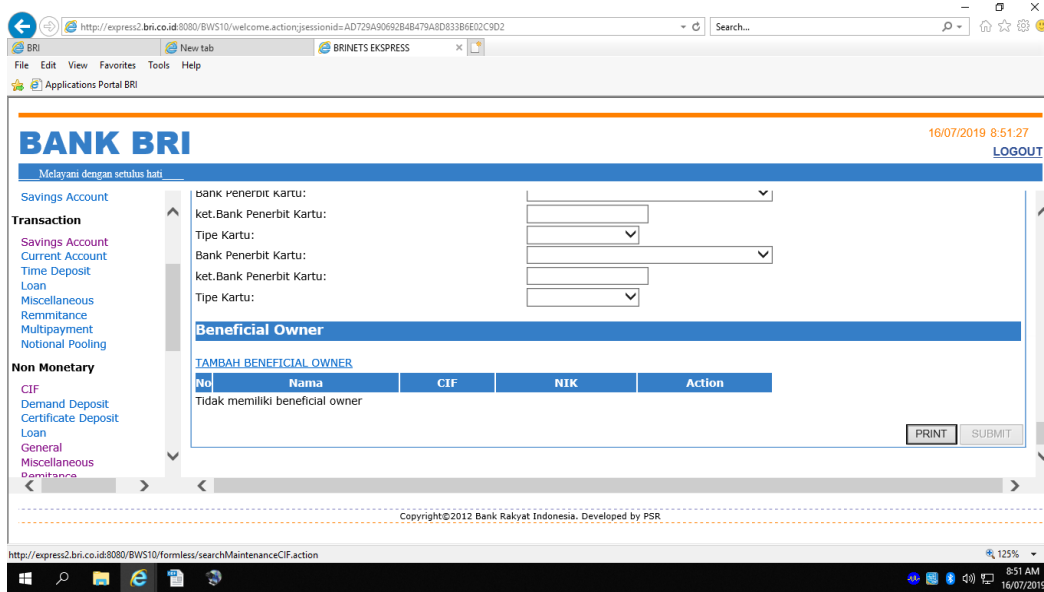 http://express2.bri.co.id:8080/BWS10/welcome.action;jsessionid=AD729A90692B4B479A8D833B6E02C9D2
Search...
BRI
New tab
BRINETS EKSPRESS
File Edit View Favorites Tools Help
Applications Portal BRI
16/07/2019 8:51:27
BANK BRI
LOGOUT
____Melayani dengan setulus hati____
Savings Account
Transaction
Savings Account
Current Account
Time Deposit
Loan
Miscellaneous
Remmitance
Multipayment
Notional Pooling
Non Monetary
CIF
Demand Deposit
Certificate Deposit
Loan
General
Miscellaneous
Remitance
Bank Penerbit Kartu:
ket.Bank Penerbit Kartu:
Tipe Kartu:
Bank Penerbit Kartu:
ket.Bank Penerbit Kartu:
Tipe Kartu:
Beneficial Owner
TAMBAH BENEFICIAL OWNER
No Nama CIF NIK Action
Tidak memiliki beneficial owner
PRINT SUBMIT
Copyright©2012 Bank Rakyat Indonesia. Developed by PSR
http://express2.bri.co.id:8080/BWS10/formless/searchMaintenanceCIF.action
125%
8:51 AM
16/07/2019